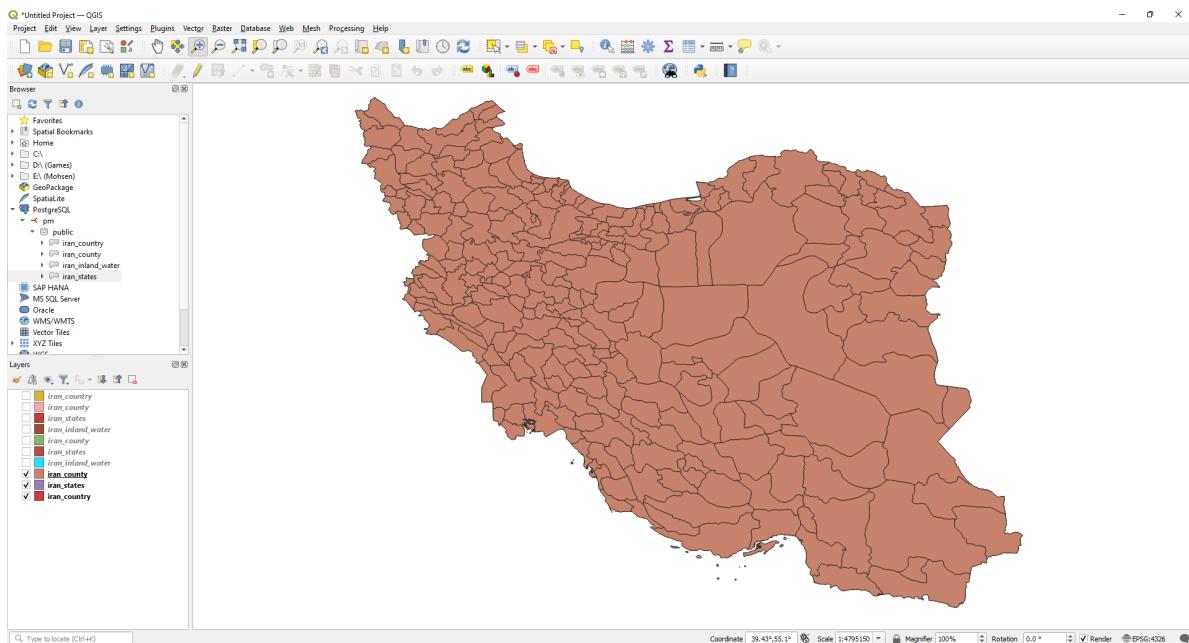 *Untitled Project — QGIS
Project Edit View Layer Settings Plugins Vector Raster Database Web Mesh Processing Help
Browser
Favorites
Spatial Bookmarks
Home
C:\
D:\ (Games)
E:\ (Mohsen)
GeoPackage
SpatiaLite
PostgreSQL
pm
public
iran_country
iran_county
iran_inland_water
iran_states
SAP HANA
MS SQL Server
Oracle
WMS/WMTS
Vector Tiles
XYZ Tiles
WCS
Layers
iran_country
iran_county
iran_states
iran_inland_water
iran_county
iran_states
iran_inland_water
iran_county
iran_states
iran_country
Type to locate (Ctrl+K)
Coordinate 39.43°,55.1° Scale 1:4795150 Magnifier 100% Rotation 0.0 ° Render EPSG:4326